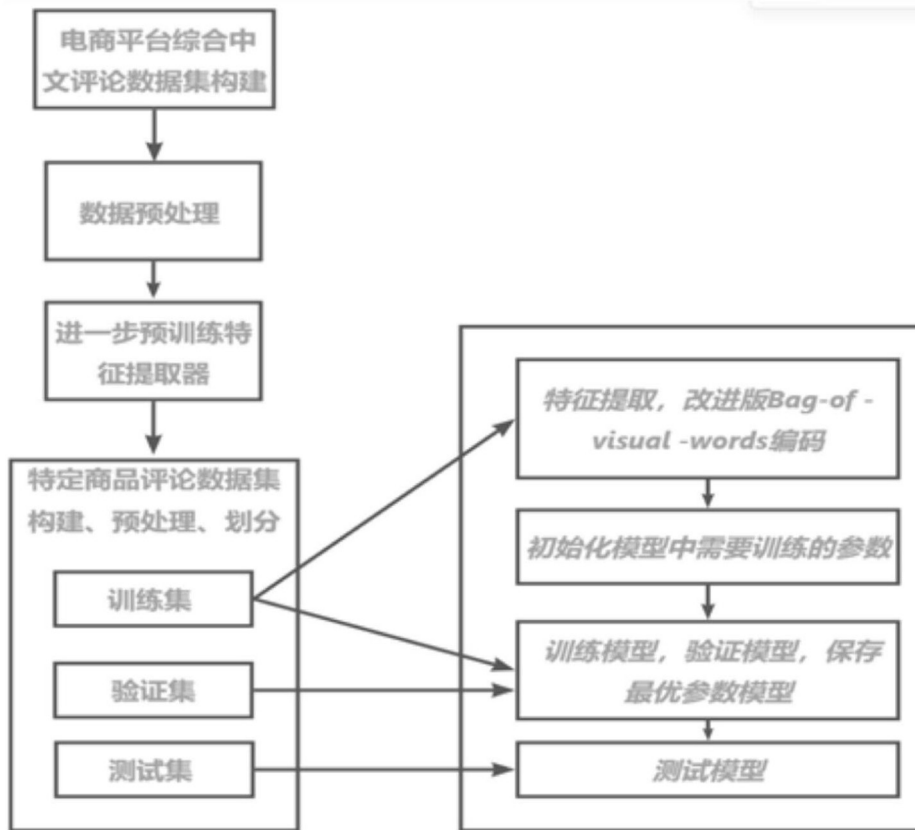 电商平台综合中
文评论数据集构建
数据预处理
进一步预训练特
征提取器
特定商品评论数据集
构建、预处理、划分
训练集
验证集
测试集
特征提取，改进版Bag-of -
visual -words编码
初始化模型中需要训练的参数
训练模型，验证模型，保存
最优参数模型
测试模型